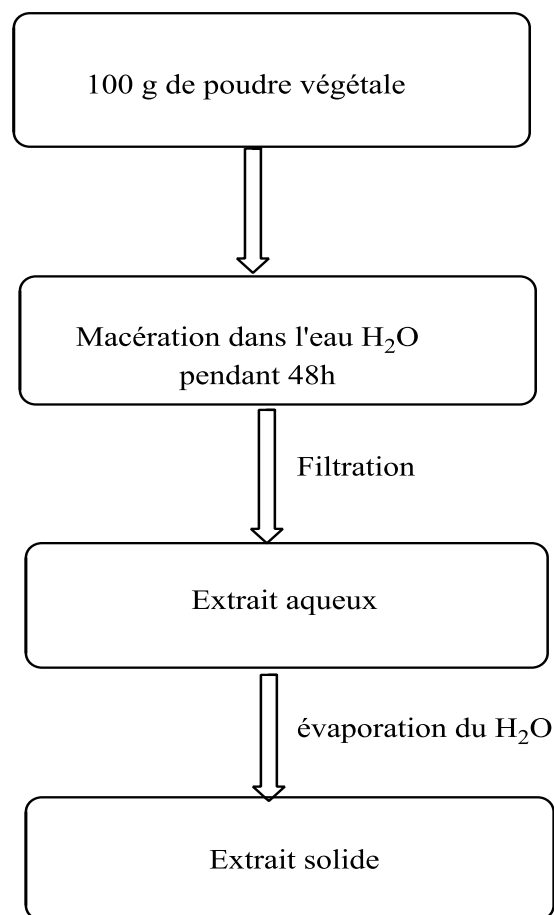 100 g de poudre végétale
Macération dans l'eau H₂O
pendant 48h
Filtration
Extrait aqueux
évaporation du H₂O
Extrait solide